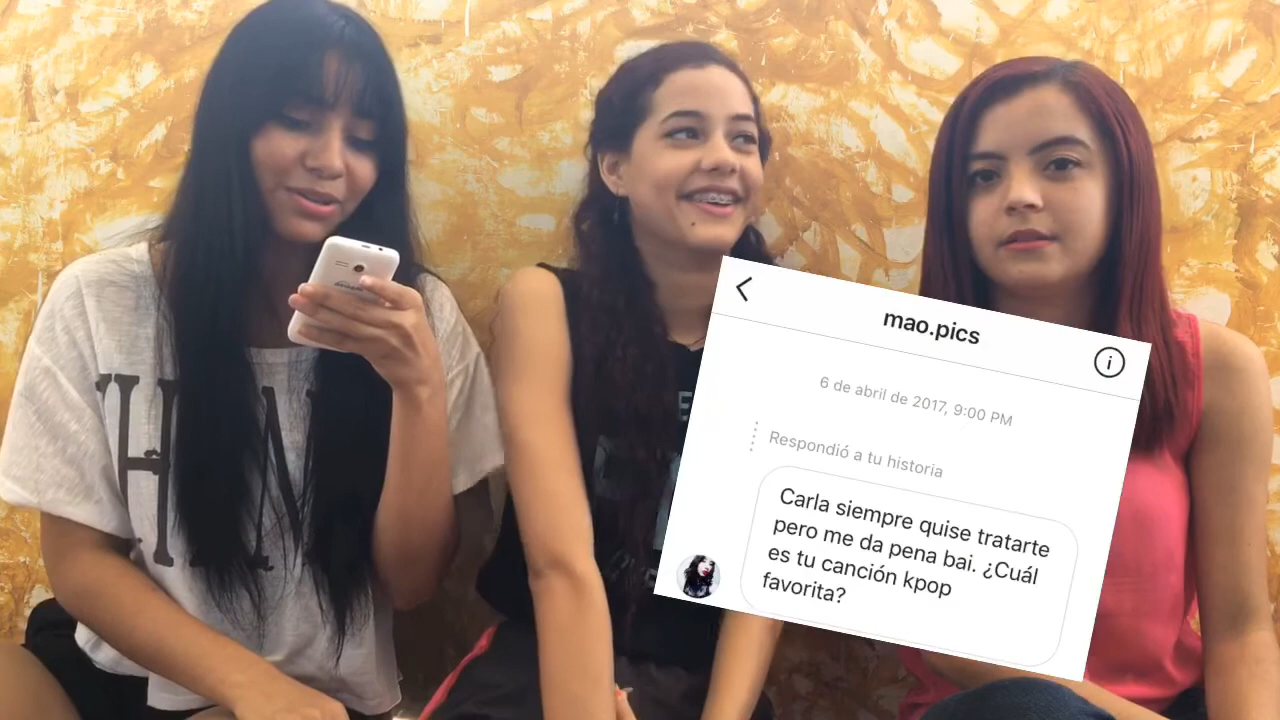 mao.pics
6 de abril de 2017, 9:00 PM
Respondió a tu historia
Carla siempre quise tratarte
pero me da pena bai. ¿Cuál
es tu canción kpop
favorita?